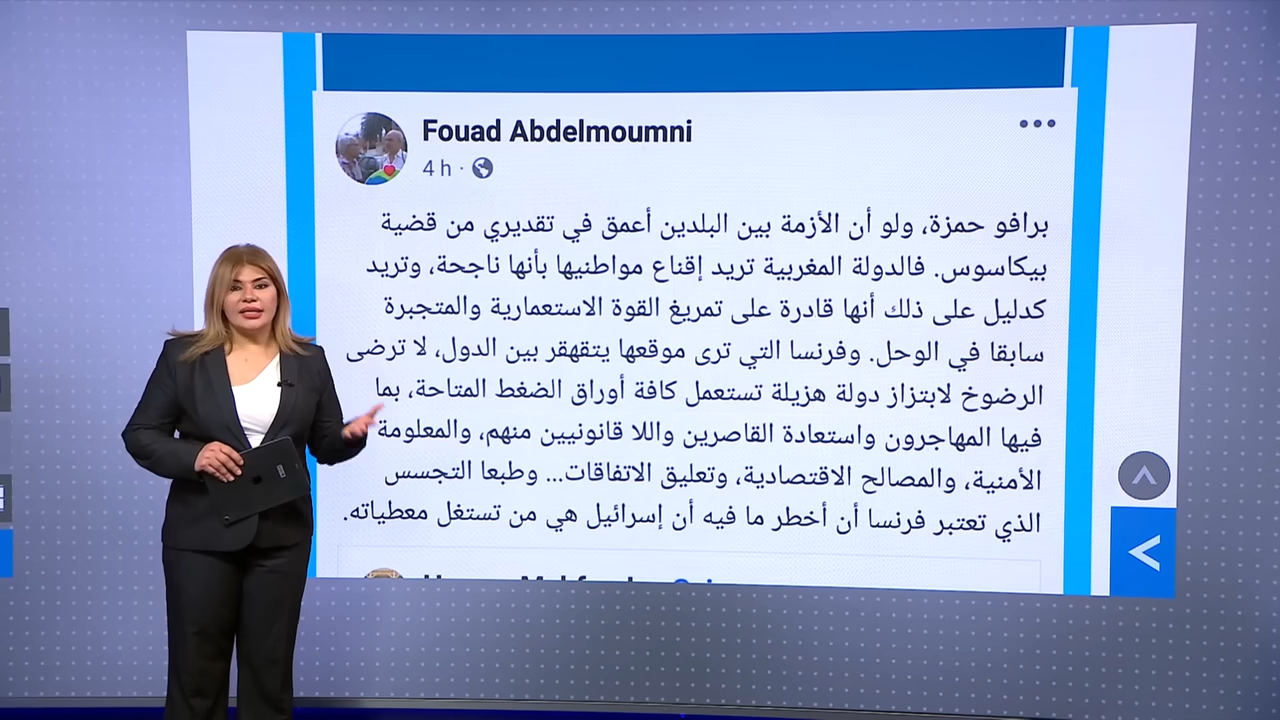 Fouad Abdelmoumni
4 h ·
برافو حمزة، ولو أن الأزمة بين البلدين أعمق في تقديري من قضية
بيكاسوس. فالدولة المغربية تريد إقناع مواطنيها بأنها ناجحة، وتريد
كدليل على ذلك أنها قادرة على تمريغ القوة الاستعمارية والمتجبرة
سابقا في الوحل. وفرنسا التي ترى موقعها يتقهقر بين الدول، لا ترضى
الرضوخ لابتزاز دولة هزيلة تستعمل كافة أوراق الضغط المتاحة، بما
فيها المهاجرون واستعادة القاصرين واللا قانونيين منهم، والمعلومة
الأمنية، والمصالح الاقتصادية، وتعليق الاتفاقات... وطبعا التجسس
الذي تعتبر فرنسا أن أخطر ما فيه أن إسرائيل هي من تستغل معطياته.